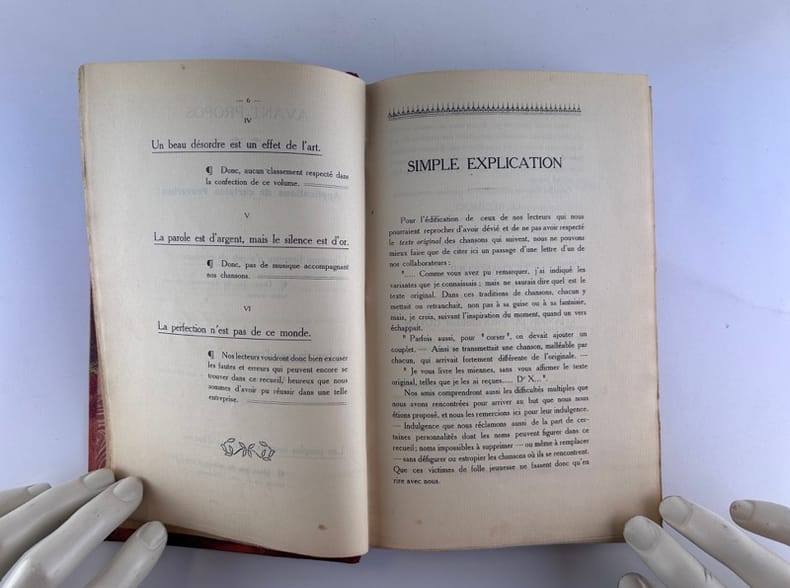 — 6 —
IV
Un beau désordre est un effet de l'art.
¶ Donc, aucun classement respecté dans
la confection de ce volume.
V
La parole est d'argent, mais le silence est d'or.
¶ Donc, pas de musique accompagnant
nos chansons.
VI
La perfection n'est pas de ce monde.
¶ Nos lecteurs voudront donc bien excuser
les fautes et erreurs qui peuvent encore se
trouver dans ce recueil, heureux que nous
sommes d'avoir pu réussir dans une telle
entreprise.
SIMPLE EXPLICATION
Pour l'édification de ceux de nos lecteurs qui nous
pourraient reprocher d'avoir dévié et de ne pas avoir respecté
le texte original des chansons qui suivent, nous ne pouvons
mieux faire que de citer ici un passage d'une lettre d'un de
nos collaborateurs :
" .... Comme vous avez pu remarquer, j'ai indiqué les
variantes que je connaissais ; mais ne saurais dire quel est le
texte original. Dans ces traditions de chansons, chacun y
mettait ou retranchait, non pas à sa guise ou à sa fantaisie,
mais, je crois, suivant l'inspiration du moment, quand un vers
échappait.
" Parfois aussi, pour " corser ", on devait ajouter un
couplet. — Ainsi se transmettait une chanson, malléable par
chacun, qui arrivait fortement différente de l'originale. —
" Je vous livre les miennes, sans vous affirmer le texte
original, telles que je les ai reçues.... Dr X... ".
Nos amis comprendront aussi les difficultés multiples que
nous avons rencontrées pour arriver au but que nous nous
étions proposé, et nous les remercions ici pour leur indulgence.
— Indulgence que nous réclamons aussi de la part de cer-
taines personnalités dont les noms peuvent figurer dans ce
recueil ; noms impossibles à supprimer — ou même à remplacer
— sans défigurer ou estropier les chansons où ils se rencontrent.
Que ces victimes de folle jeunesse ne fassent donc qu'en
rire avec nous.